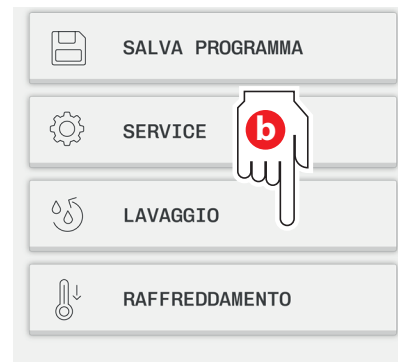 SALVA PROGRAMMA
SERVICE
b
LAVAGGIO
RAFFREDDAMENTO